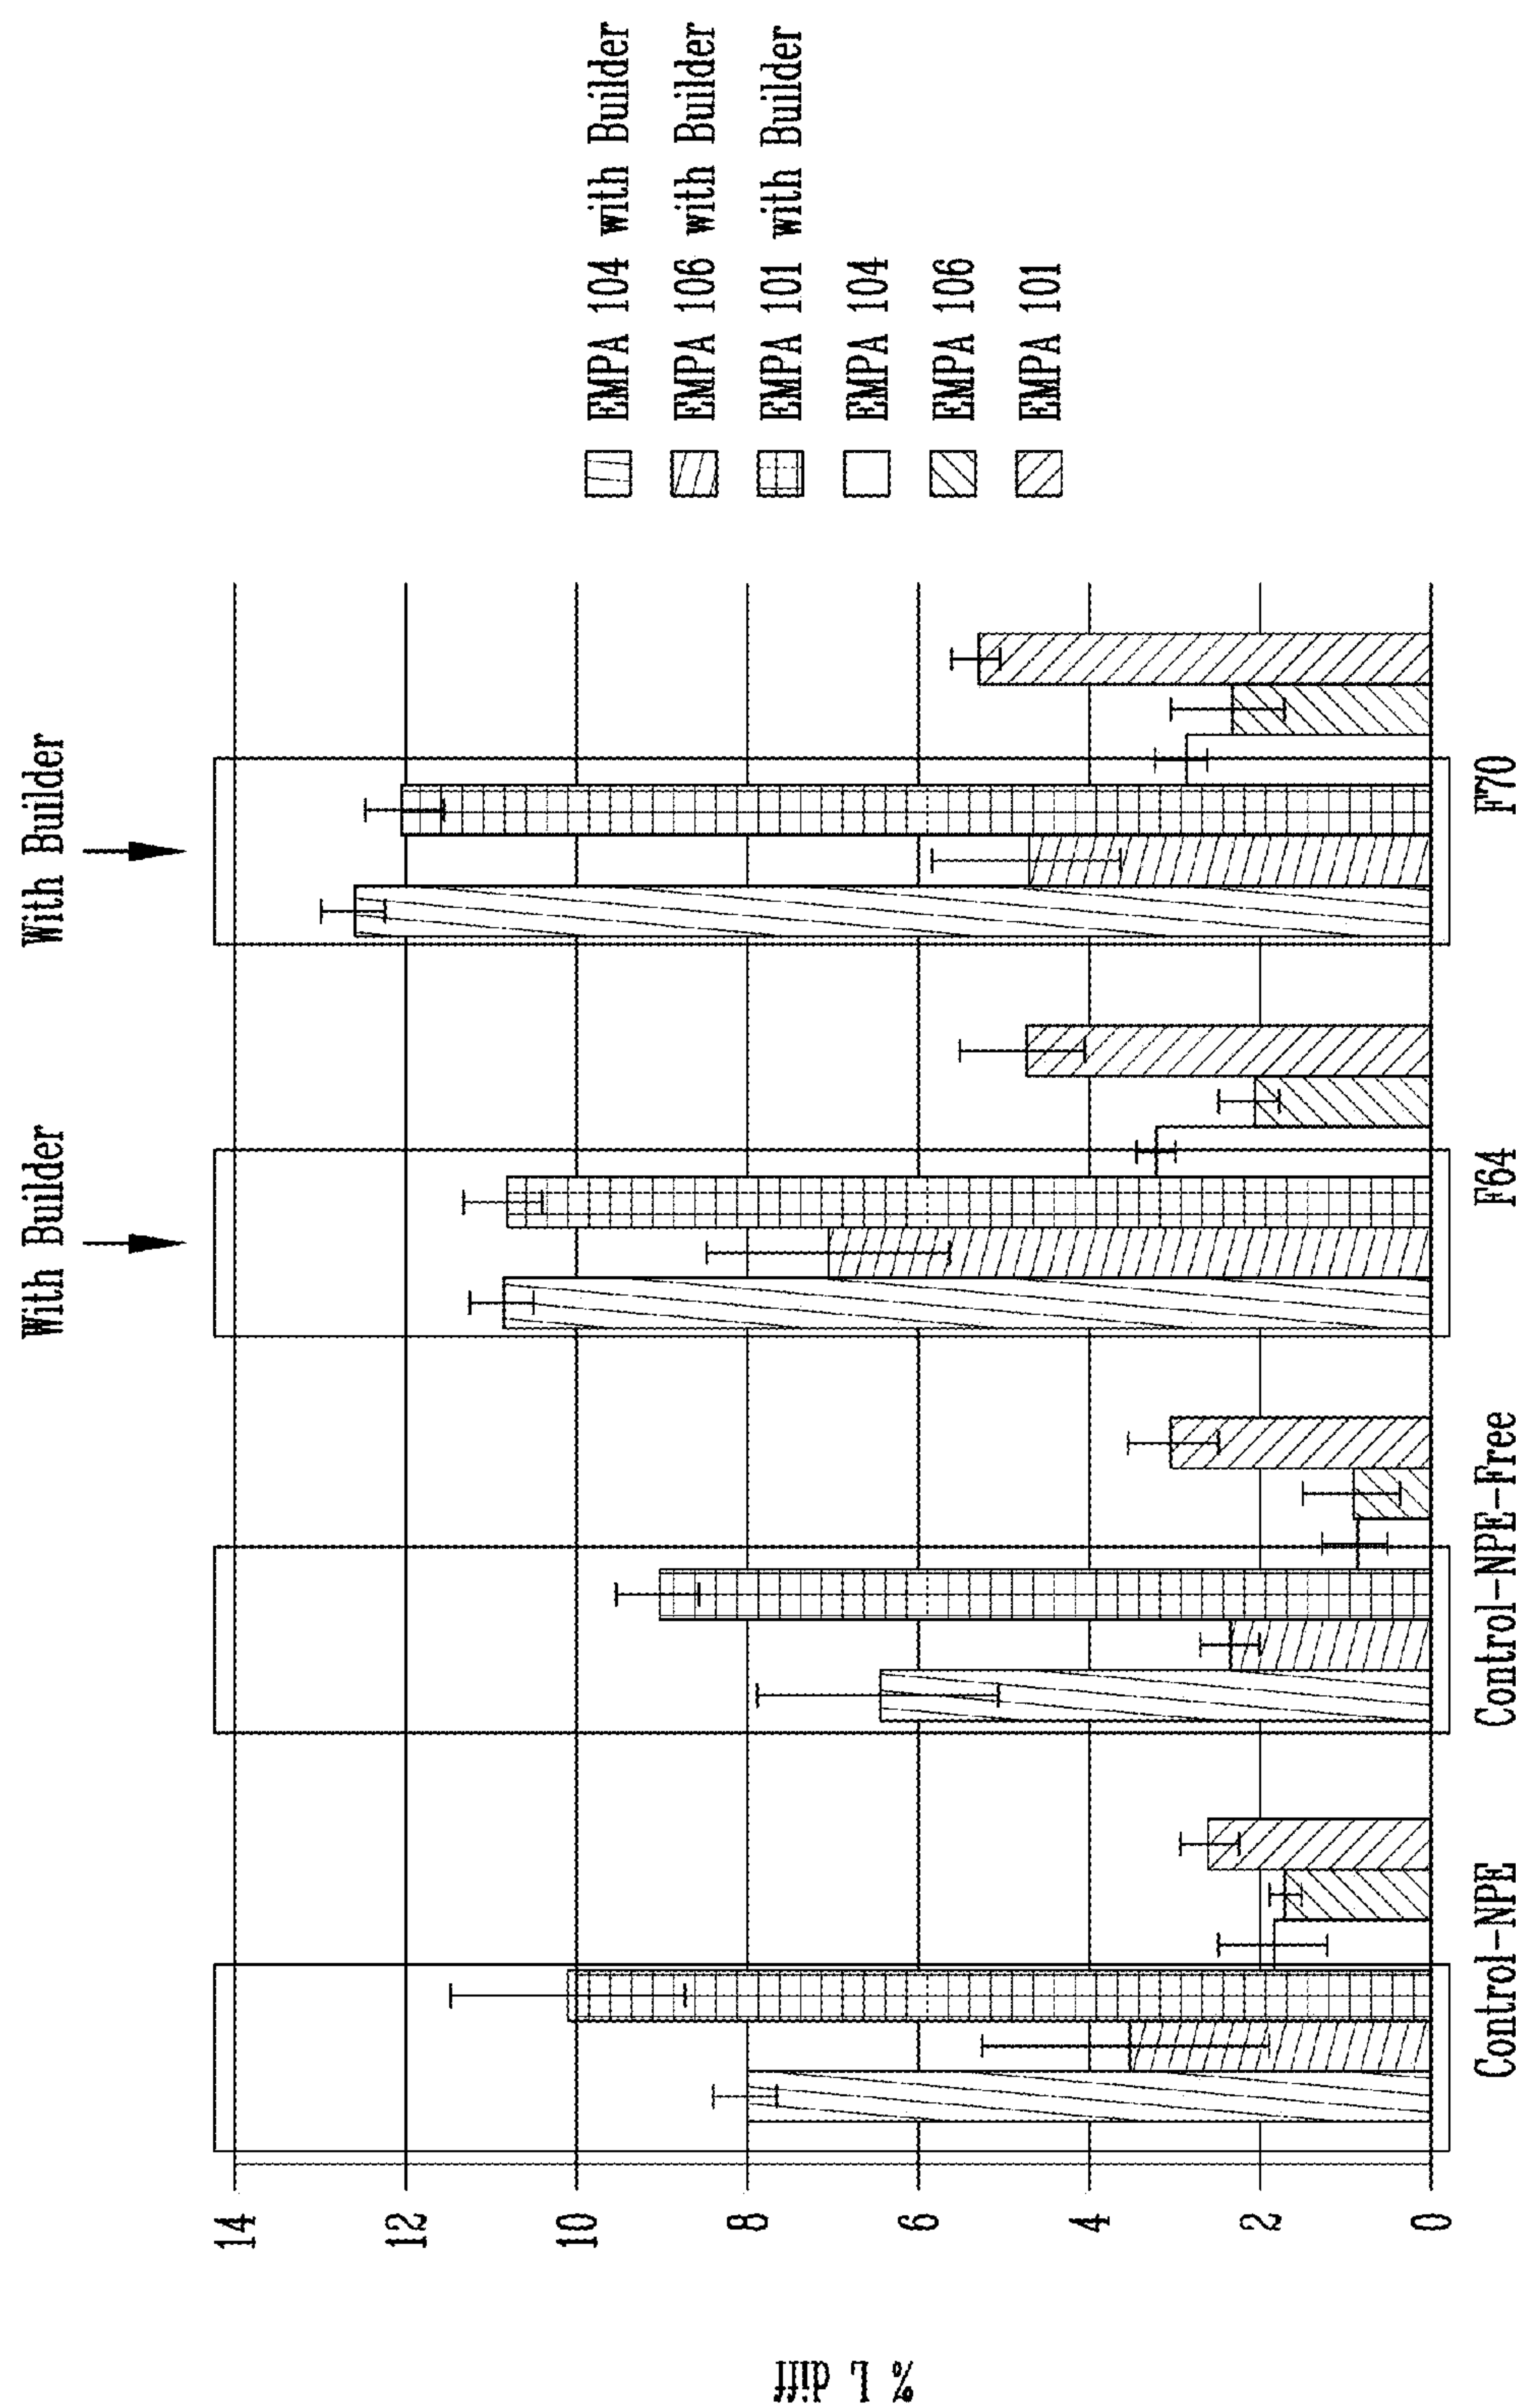 With Builder
With Builder
% L diff
14
12
10
8
6
4
2
0
Control-NPE
Control-NPE-Free
F64
F70
EMPA 104 with Builder
EMPA 106 with Builder
EMPA 101 with Builder
EMPA 104
EMPA 106
EMPA 101